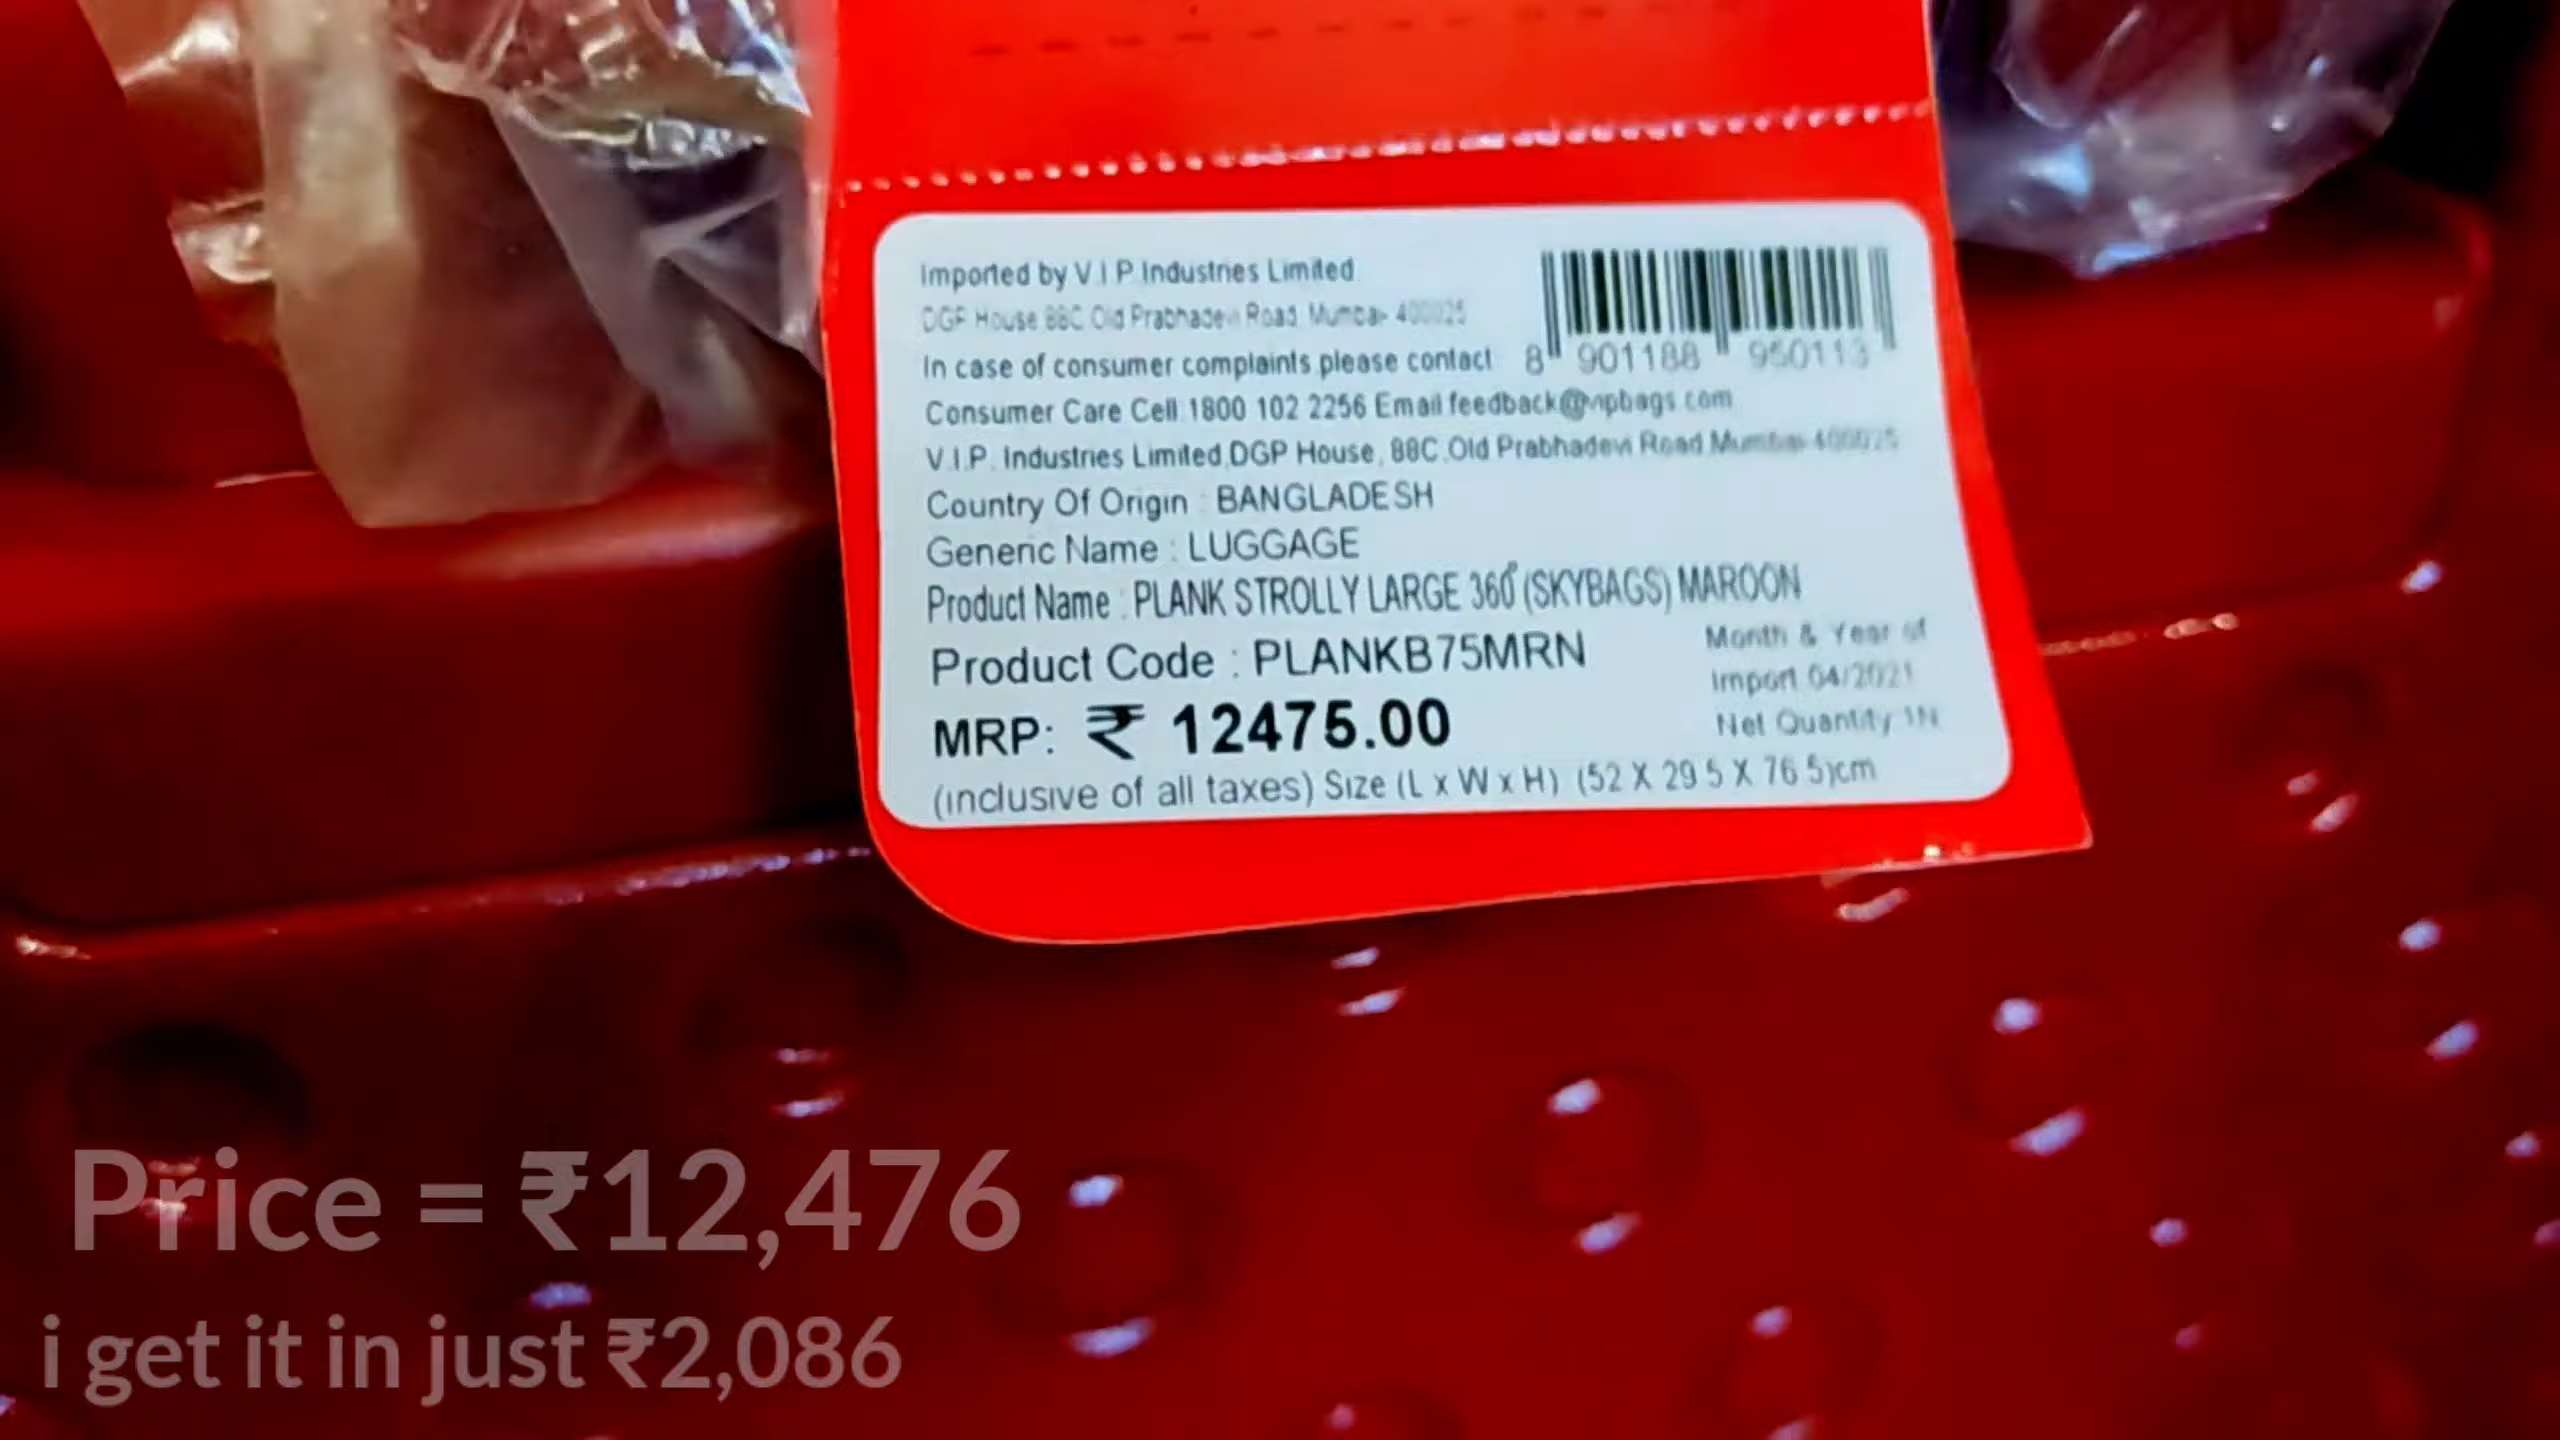 Imported by V I P Industries Limited
DGP House 88C Old Prabhadevi Road Mumbai- 400025
8 901188 950113
In case of consumer complaints please contact
Consumer Care Cell 1800 102 2256 Email feedback@vipbags.com
V.I.P. Industries Limited,DGP House, 88C,Old Prabhadevi Road Mumbai-400025
Country Of Origin : BANGLADESH
Generic Name : LUGGAGE
Product Name : PLANK STROLLY LARGE 360° (SKYBAGS) MAROON
Product Code : PLANKB75MRN
Month & Year of
Import 04/2021
Net Quantity 1N
MRP: ₹ 12475.00
(inclusive of all taxes) Size (L x W x H) (52 X 29.5 X 76.5)cm
Price = ₹12,476
i get it in just ₹2,086